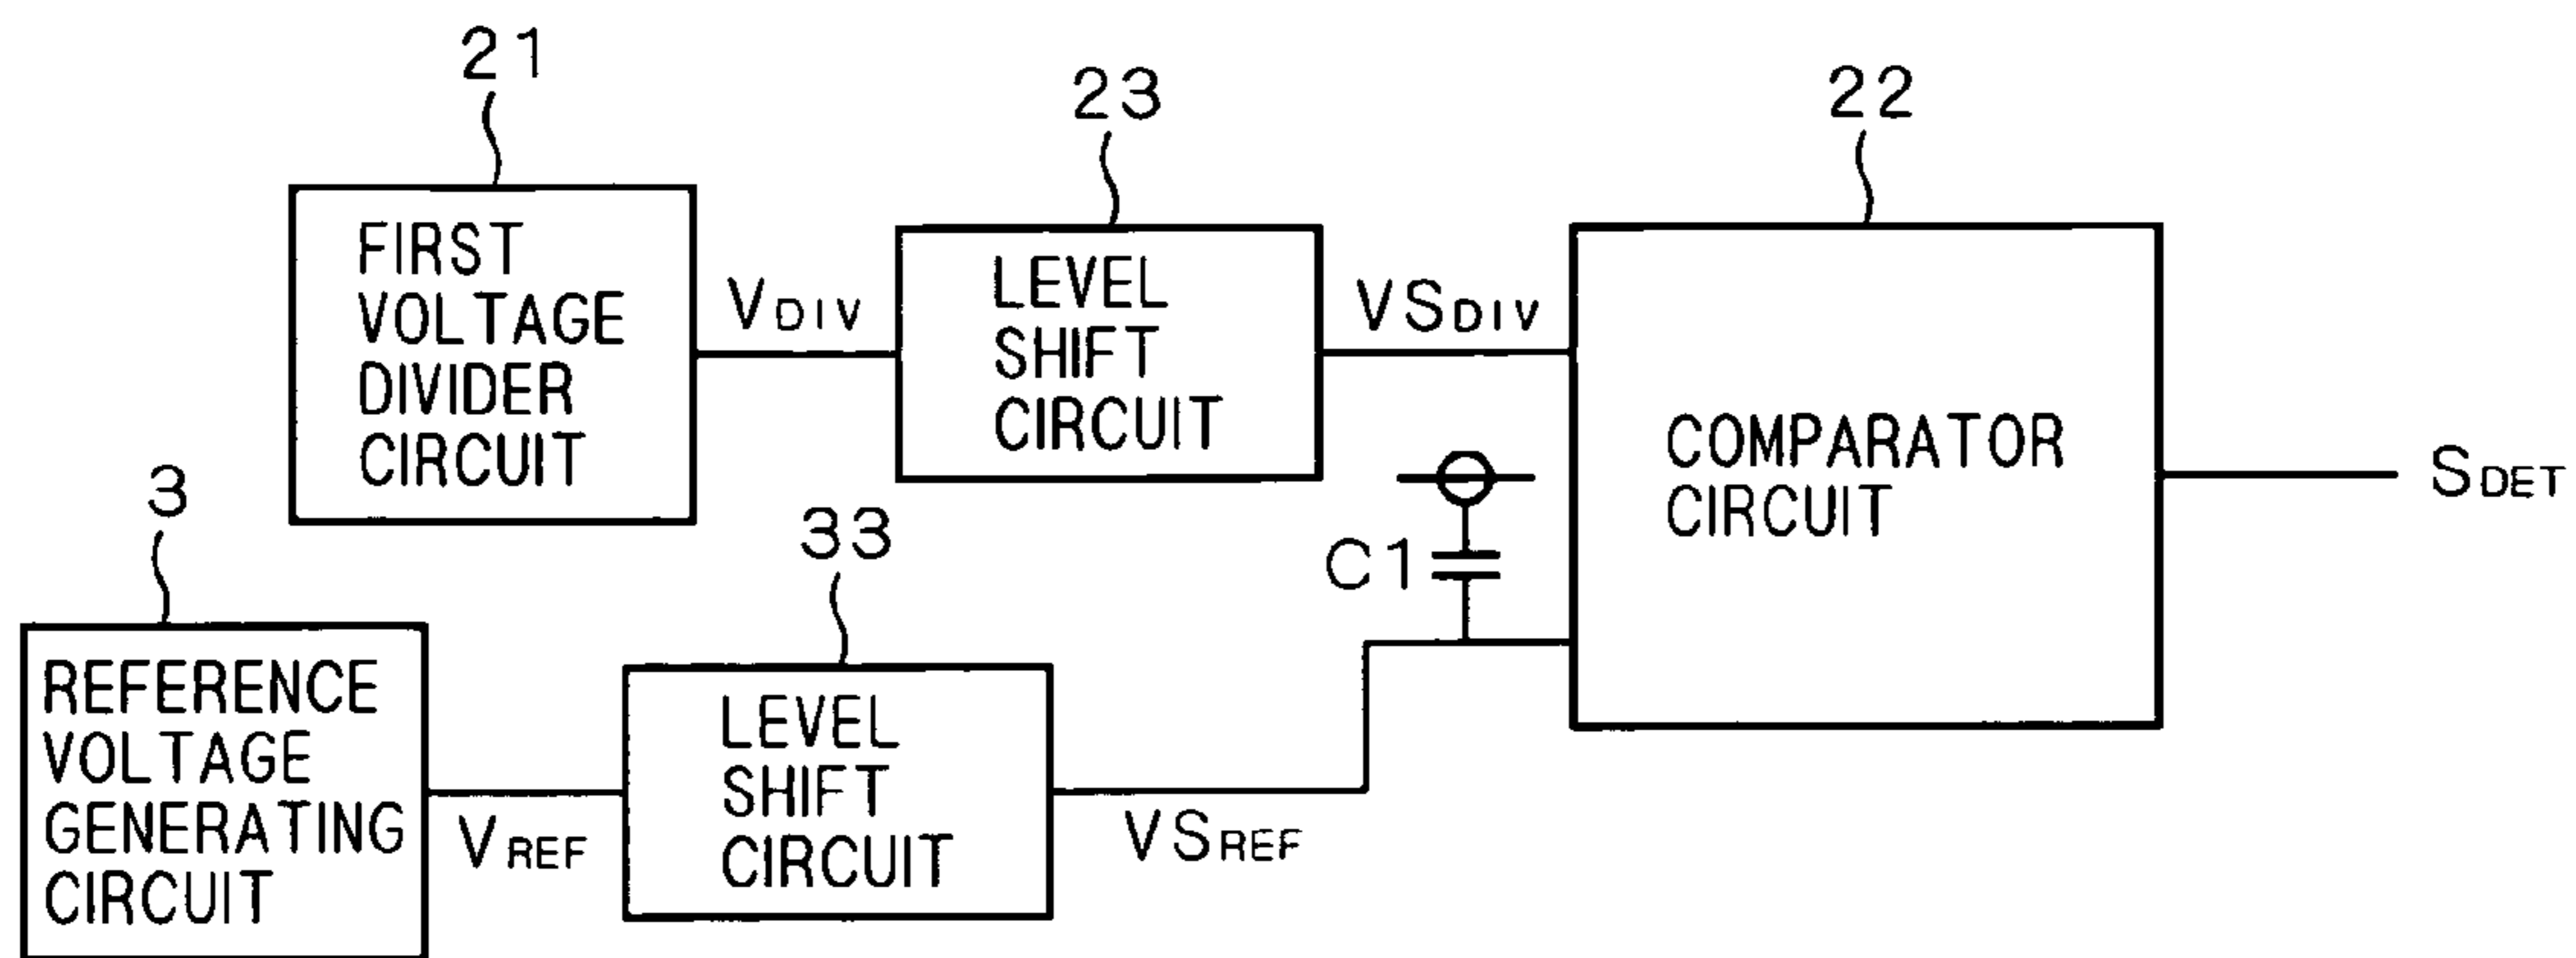 21
23
22
FIRST
VOLTAGE
DIVIDER
CIRCUIT
VDIV
LEVEL
SHIFT
CIRCUIT
VSDIV
COMPARATOR
CIRCUIT
SDET
C1
3
33
REFERENCE
VOLTAGE
GENERATING
CIRCUIT
VREF
LEVEL
SHIFT
CIRCUIT
VSREF